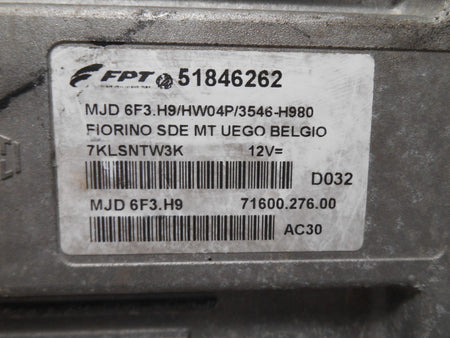 FPT 51846262
MJD 6F3.H9/HW04P/3546-H980
FIORINO SDE MT UEGO BELGIO
7KLSNTW3K 12V=
D032
MJD 6F3.H9 71600.276.00
AC30